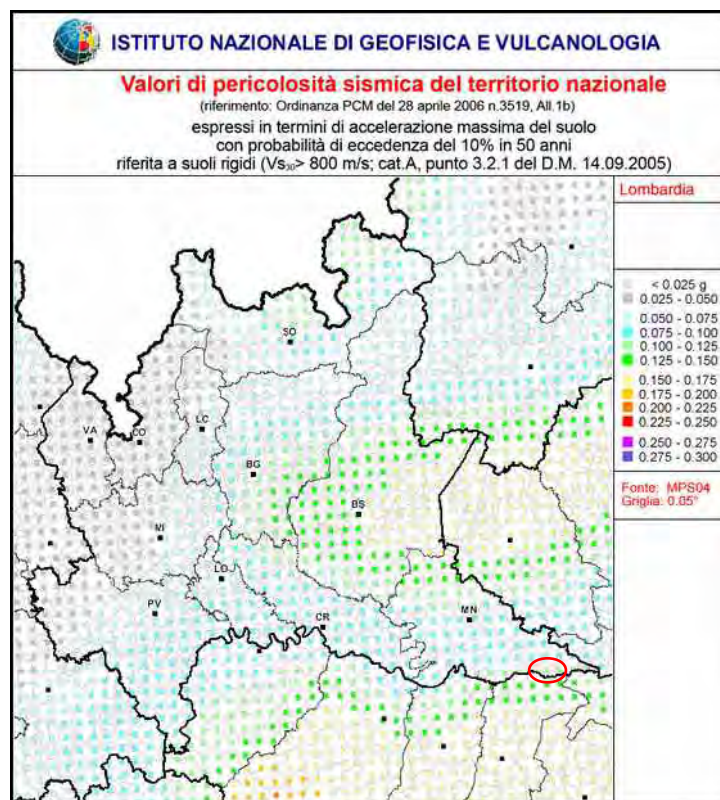 ISTITUTO NAZIONALE DI GEOFISICA E VULCANOLOGIA
Valori di pericolosità sismica del territorio nazionale
(riferimento: Ordinanza PCM del 28 aprile 2006 n.3519, All.1b)
espressi in termini di accelerazione massima del suolo
con probabilità di eccedenza del 10% in 50 anni
riferita a suoli rigidi (Vs₃₀> 800 m/s; cat.A, punto 3.2.1 del D.M. 14.09.2005)
Lombardia
< 0.025 g
0.025 - 0.050
0.050 - 0.075
0.075 - 0.100
0.100 - 0.125
0.125 - 0.150
0.150 - 0.175
0.175 - 0.200
0.200 - 0.225
0.225 - 0.250
0.250 - 0.275
0.275 - 0.300
Fonte: MPS04
Griglia: 0.05°
SO
VA
CO
LC
BG
BS
MI
LO
PV
CR
MN